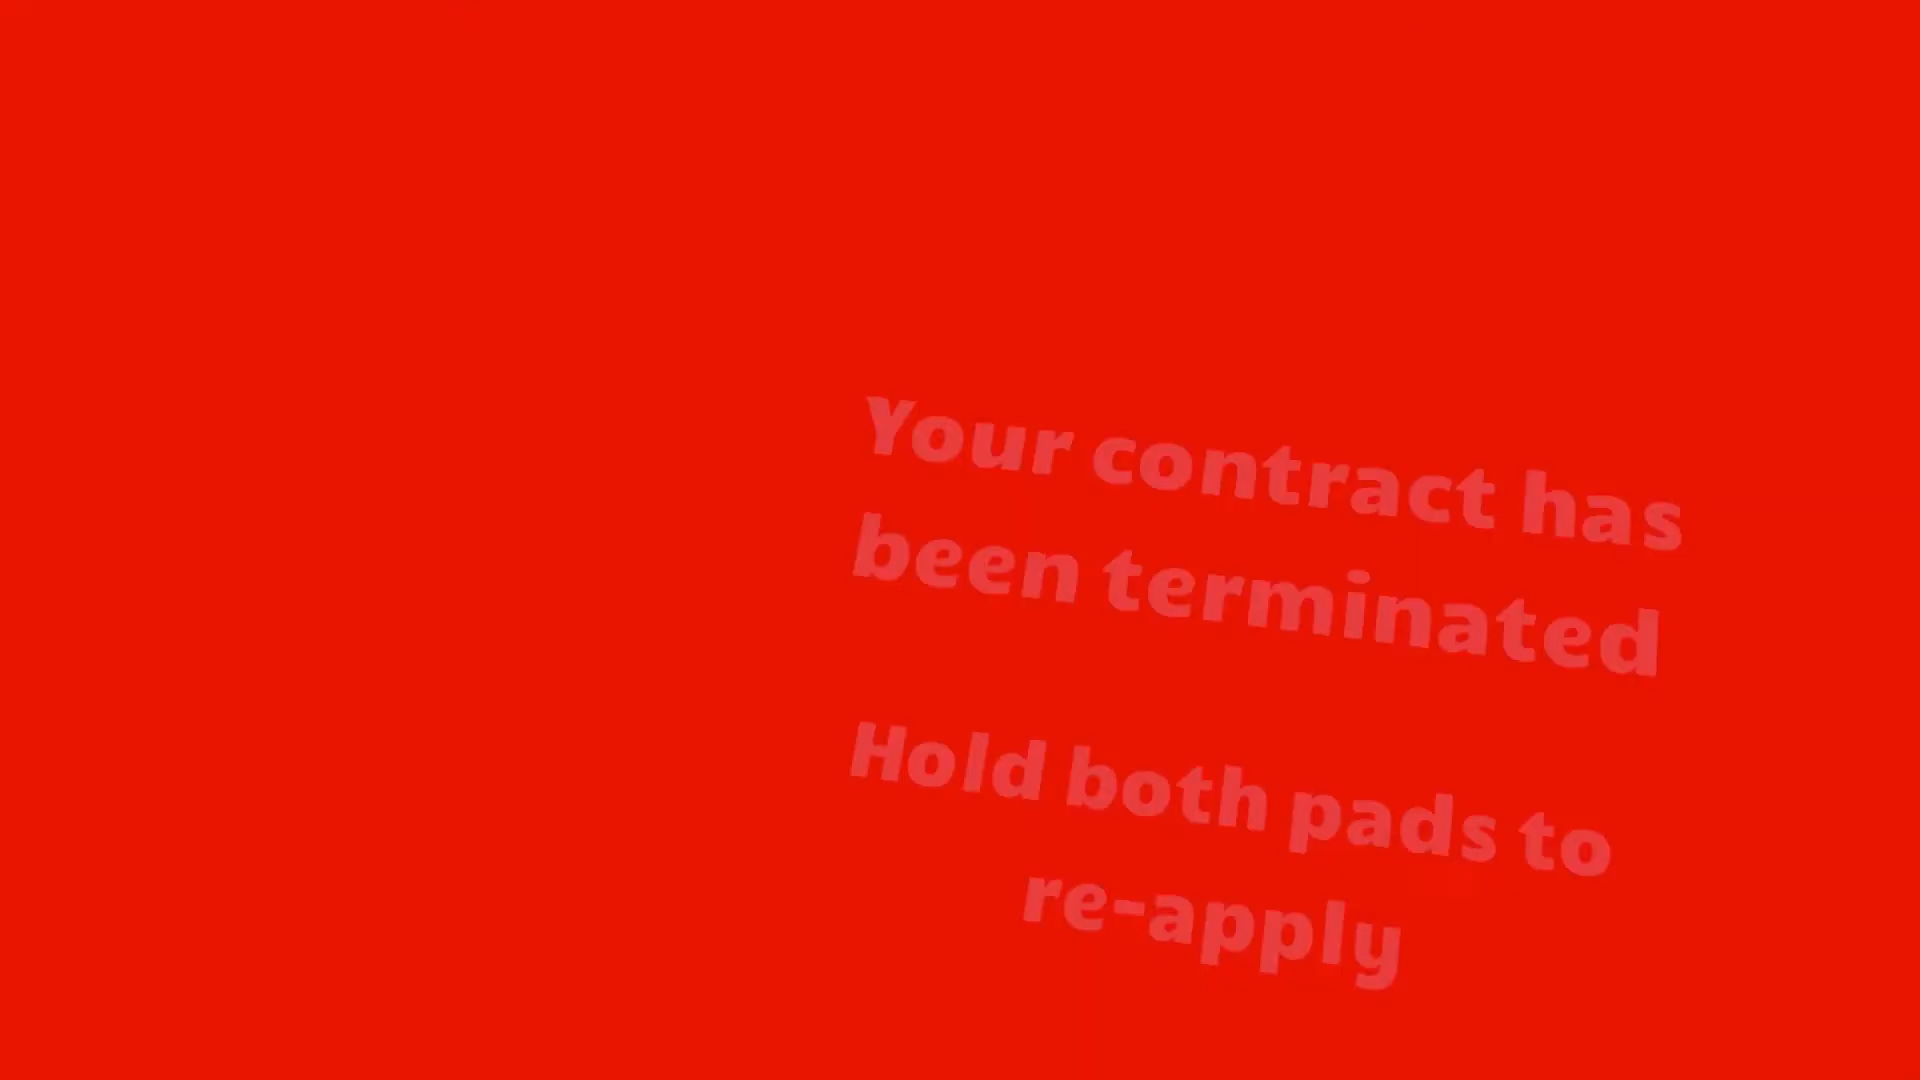 Your contract has
been terminated
Hold both pads to
re-apply